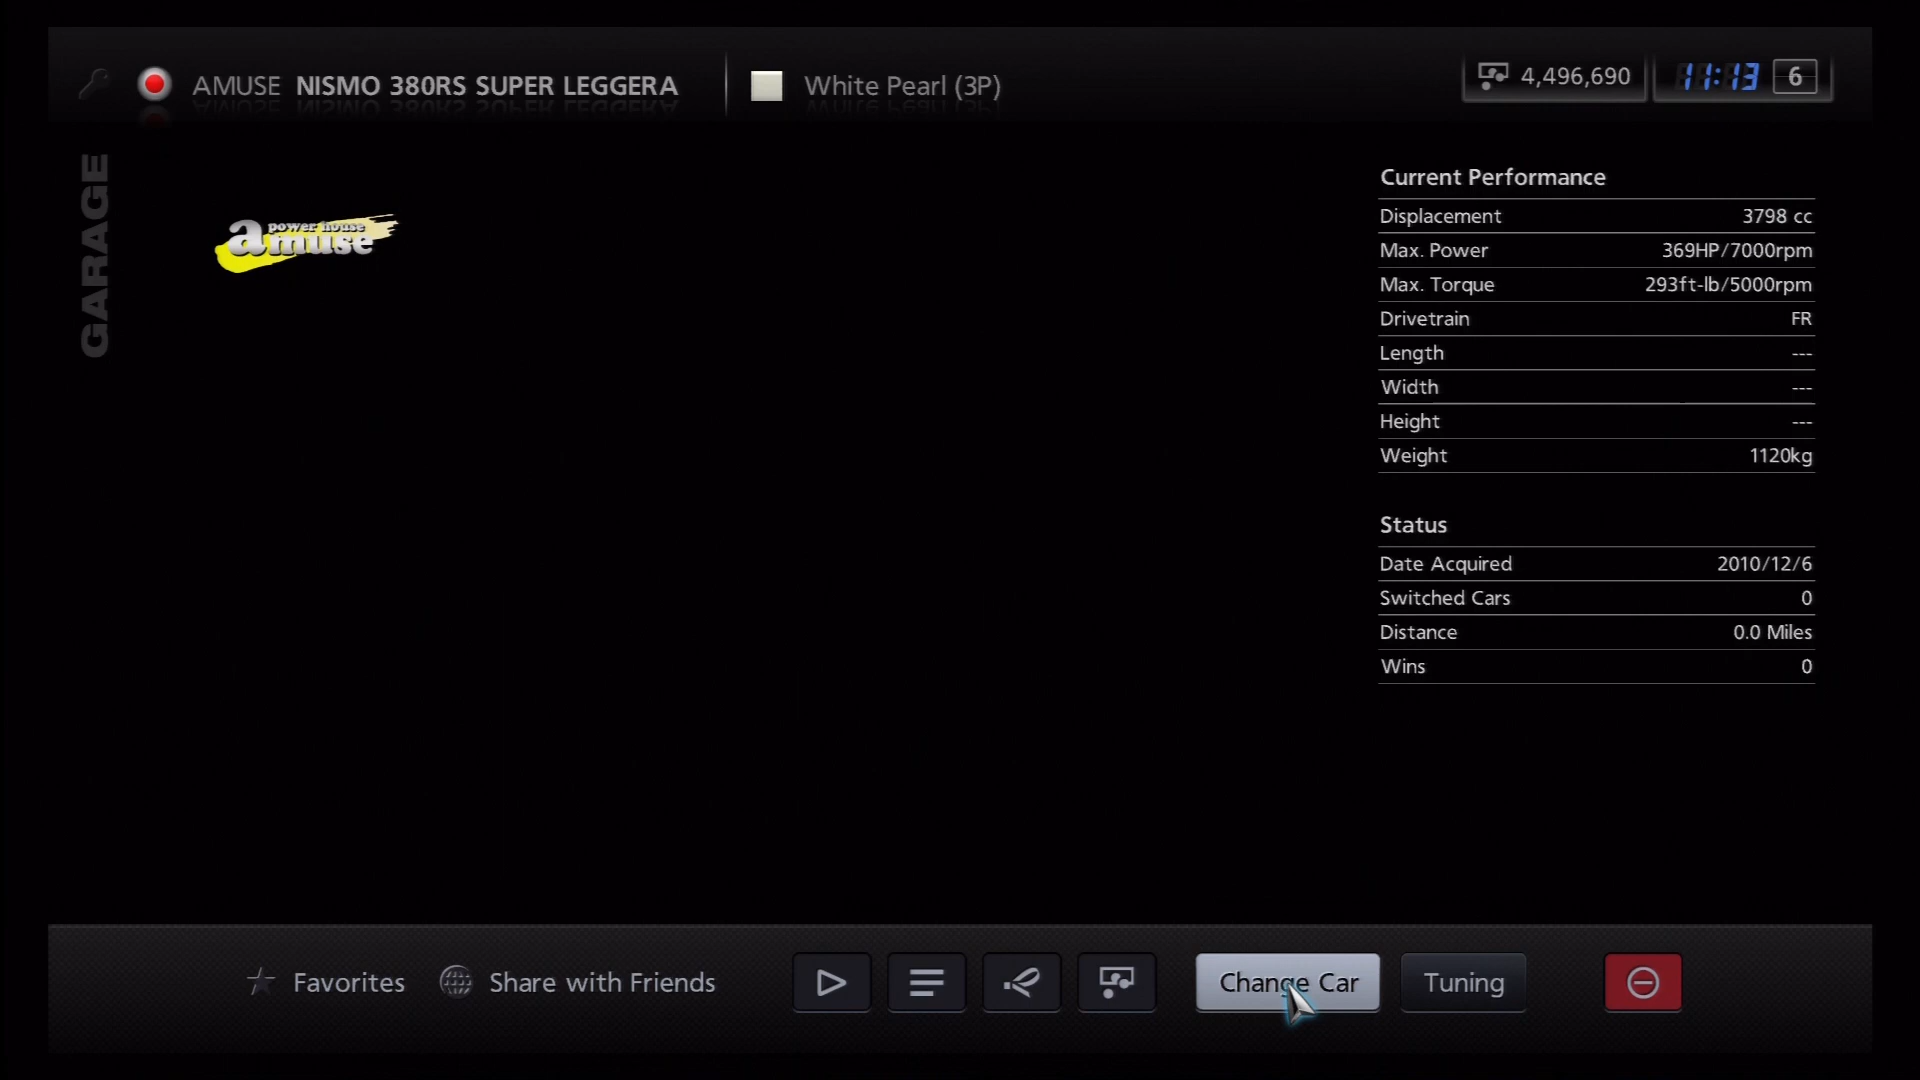 AMUSE NISMO 380RS SUPER LEGGERA
White Pearl (3P)
4,496,690
11:13
6
GARAGE
power house
amuse
Current Performance
Displacement 3798 cc
Max. Power 369HP/7000rpm
Max. Torque 293ft-lb/5000rpm
Drivetrain FR
Length ---
Width ---
Height ---
Weight 1120kg
Status
Date Acquired 2010/12/6
Switched Cars 0
Distance 0.0 Miles
Wins 0
Favorites
Share with Friends
Change Car
Tuning